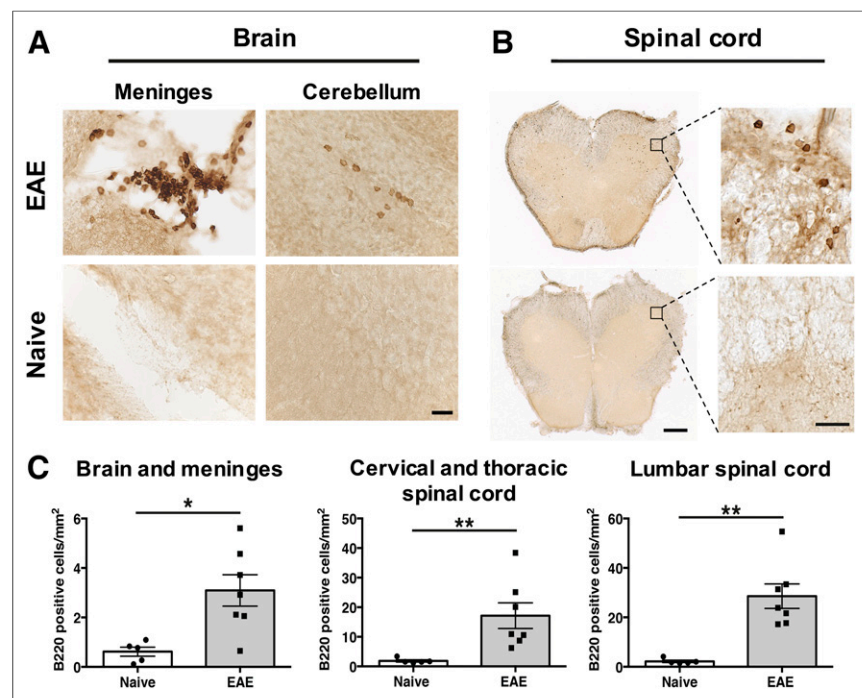 A
Brain
Meninges
Cerebellum
EAE
Naive
B
Spinal cord
C
Brain and meninges
*
B220 positive cells/mm²
6
4
2
0
Naive
EAE
Cervical and thoracic
spinal cord
**
B220 positive cells/mm²
50
40
30
20
10
0
Naive
EAE
Lumbar spinal cord
**
B220 positive cells/mm²
60
40
20
0
Naive
EAE